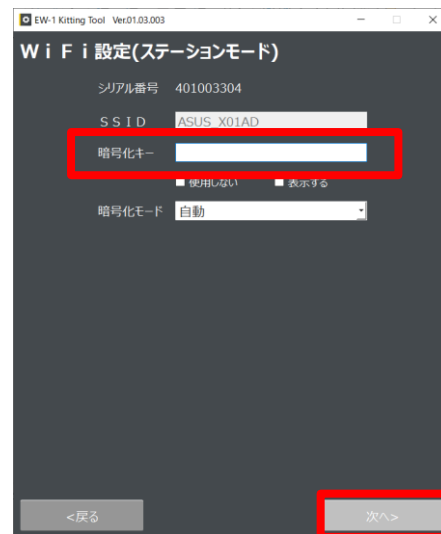 EW-1 Kitting Tool Ver.01.03.003
WiFi設定(ステーションモード)
シリアル番号 401003304
SSID ASUS_X01AD
暗号化キー
使用しない 表示する
暗号化モード 自動
<戻る 次へ>